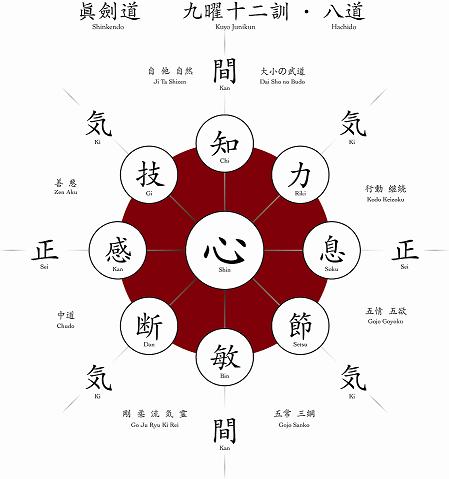 眞劍道 九曜十二訓・八道
Shinkendo Kuyo Junikun Hachido
自 他 自然
Ji Ta Shizen
間
Kan
大小の武道
Dai Sho no Budo
気
Ki
知
Chi
気
Ki
技
Gi
力
Riki
善 悪
Zen Aku
行動 継続
Kodo Keizoku
正
Sei
感
Kan
心
Shin
息
Soku
正
Sei
中道
Chudo
断
Dan
節
Setsu
五情 五欲
Gojo Goyoku
敏
Bin
気
Ki
気
Ki
剛 柔 流 気 霊
Go Ju Ryu Ki Rei
間
Kan
五常 三綱
Gojo Sanko